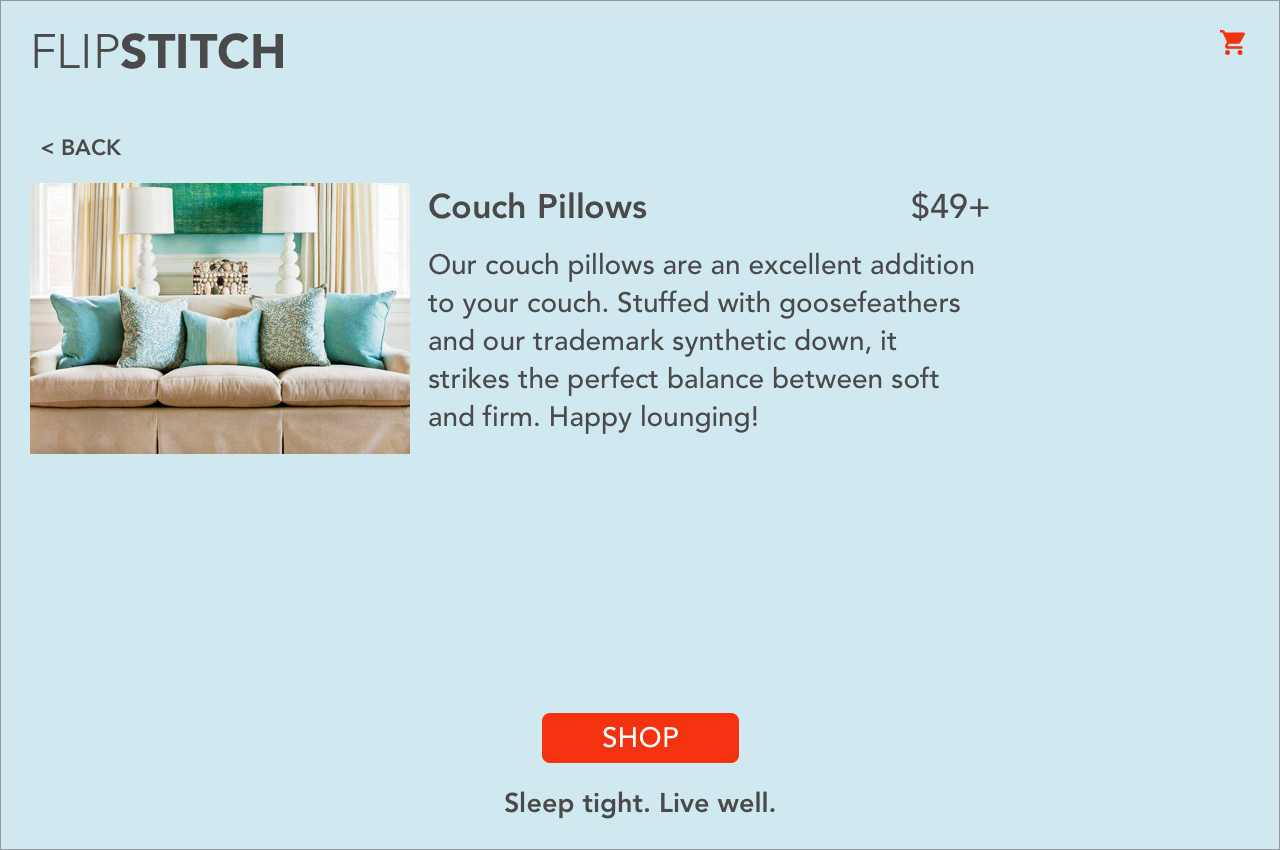 FLIPSTITCH
< BACK
Couch Pillows $49+
Our couch pillows are an excellent addition
to your couch. Stuffed with goosefeathers
and our trademark synthetic down, it
strikes the perfect balance between soft
and firm. Happy lounging!
SHOP
Sleep tight. Live well.